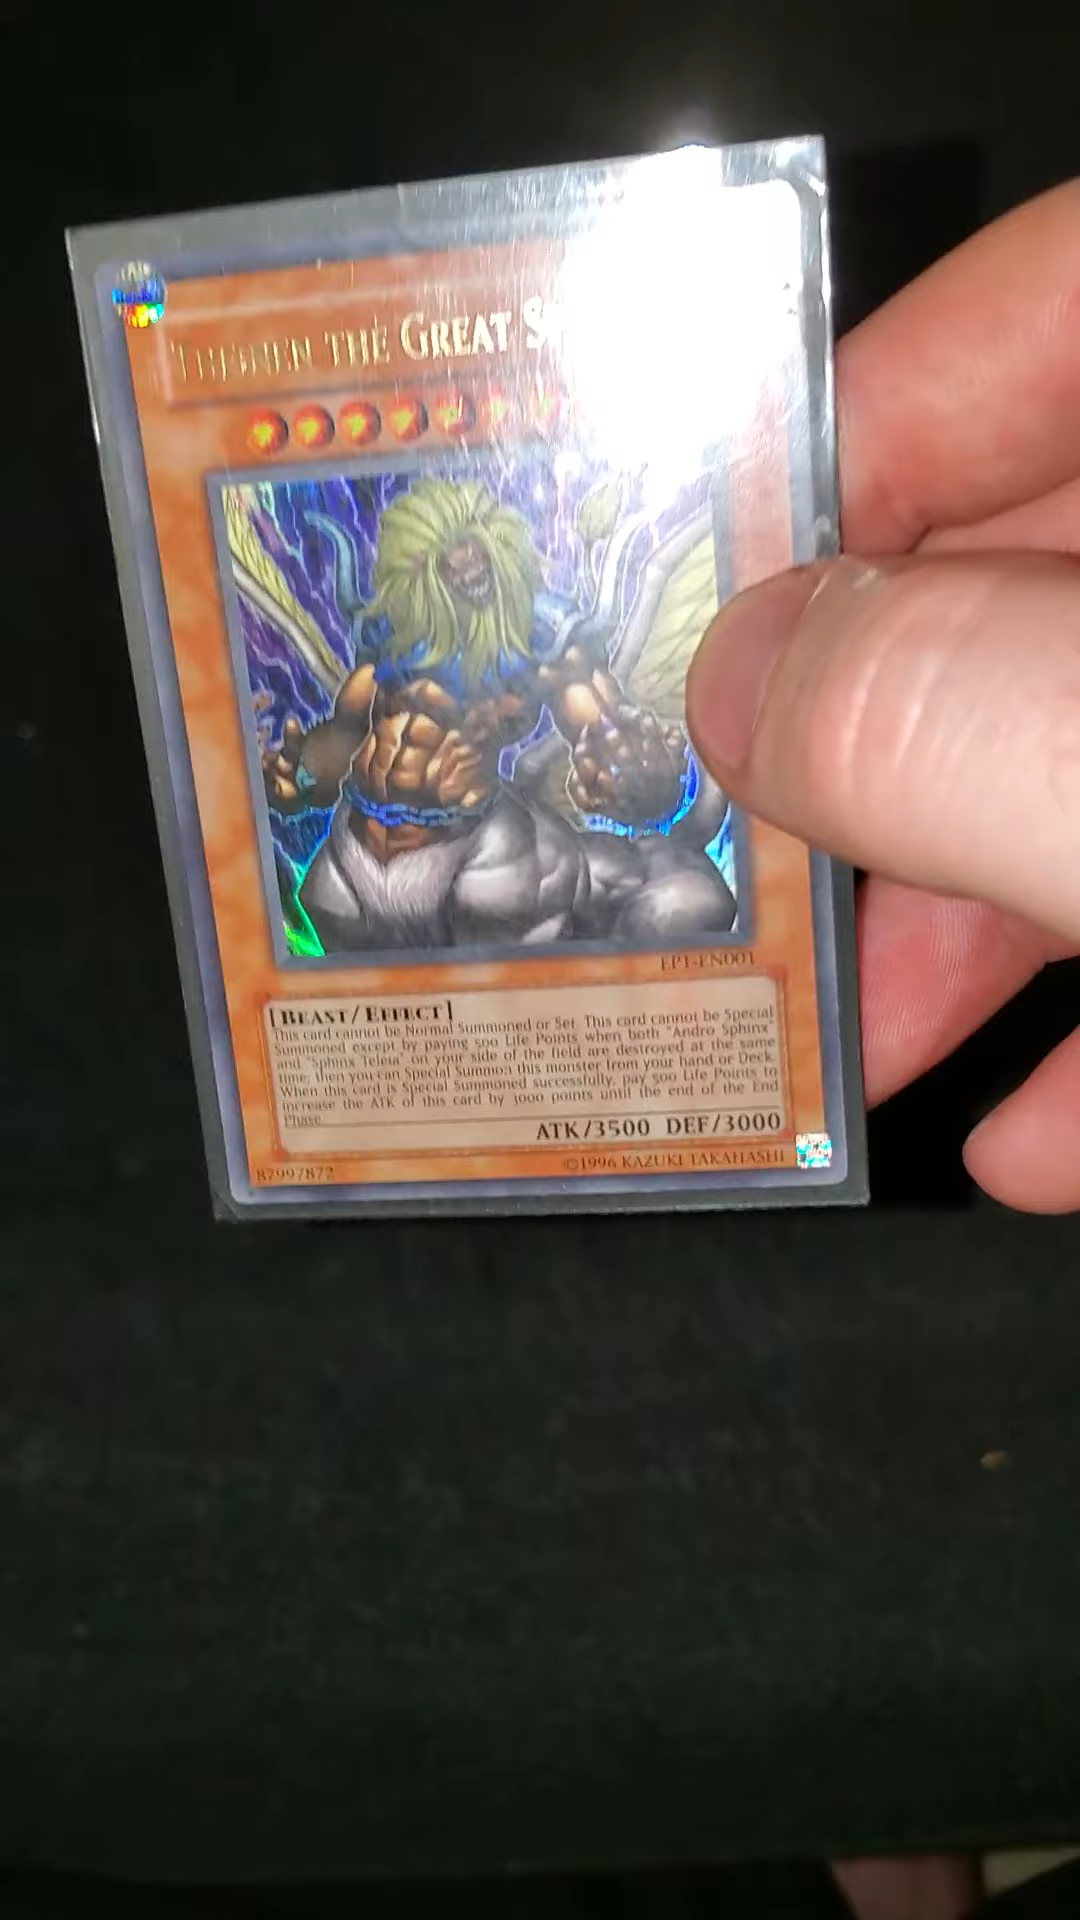 THEINEN THE GREAT
EP1-EN001
[BEAST/EFFECT]
This card cannot be Normal Summoned or Set. This card cannot be Special
Summoned except by paying 500 Life Points when both "Andro Sphinx"
and "Sphinx Teleia" on your side of the field are destroyed at the same
time, then you can Special Summon this monster from your hand or Deck.
When this card is Special Summoned successfully, pay 500 Life Points to
increase the ATK of this card by 3000 points until the end of the End
Phase.
ATK/3500 DEF/3000
87997872
©1996 KAZUKI TAKAHASHI